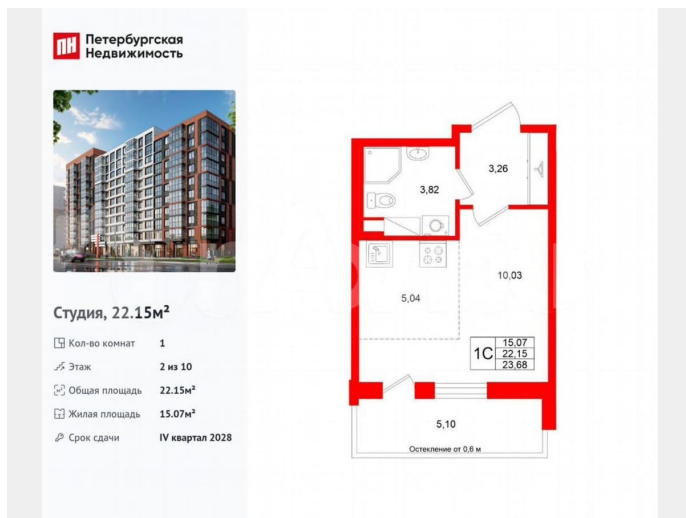 ПН
Петербургская
Недвижимость
Студия, 22.15м²
Кол-во комнат 1
Этаж 2 из 10
Общая площадь 22.15м²
Жилая площадь 15.07м²
Срок сдачи IV квартал 2028
3,26
3,82
10,03
5,04
1С
15,07
22,15
23,68
5,10
Остекление от 0,6 м